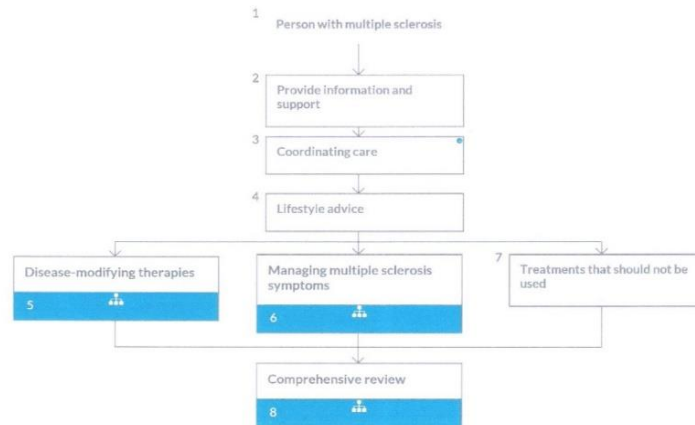 1
Person with multiple sclerosis
2
Provide information and
support
3
Coordinating care
4
Lifestyle advice
Disease-modifying therapies
5
Managing multiple sclerosis
symptoms
6
7
Treatments that should not be
used
Comprehensive review
8